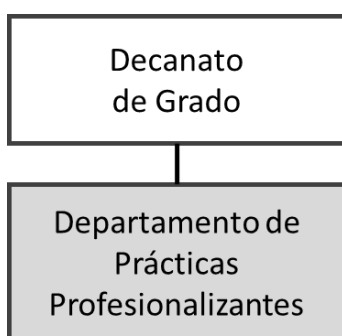 Decanato
de Grado
Departamento de
Prácticas
Profesionalizantes